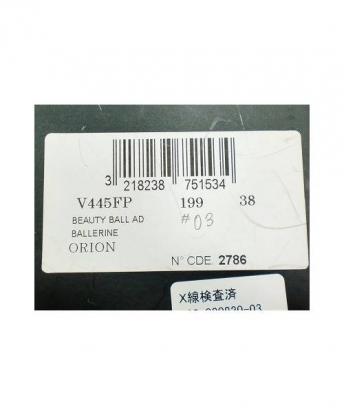 3 218238 751534
V445FP 199 38
BEAUTY BALL AD #03
BALLERINE
ORION
N° CDE. 2786
X線検査済